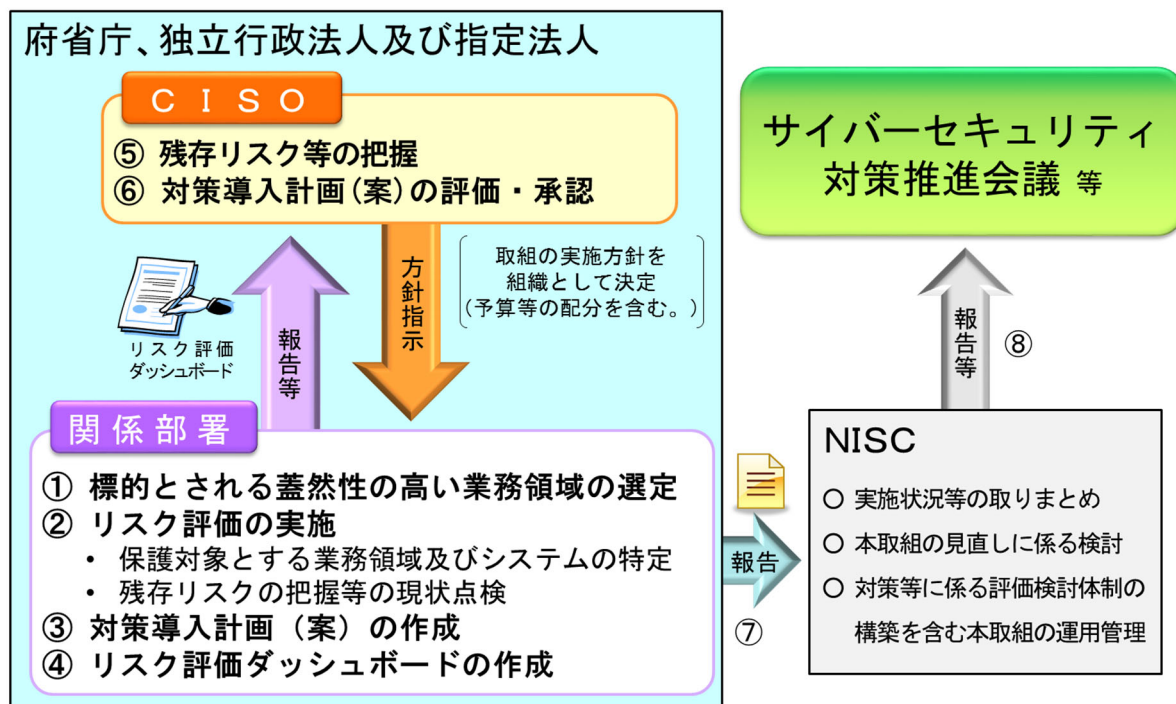 府省庁、独立行政法人及び指定法人
ＣＩＳＯ
⑤ 残存リスク等の把握
⑥ 対策導入計画(案)の評価・承認
リスク評価
ダッシュボード
報告等
方針指示
取組の実施方針を
組織として決定
(予算等の配分を含む。)
関係部署
① 標的とされる蓋然性の高い業務領域の選定
② リスク評価の実施
・ 保護対象とする業務領域及びシステムの特定
・ 残存リスクの把握等の現状点検
③ 対策導入計画（案）の作成
④ リスク評価ダッシュボードの作成
報告
⑦
サイバーセキュリティ
対策推進会議 等
報告等
⑧
NISC
○ 実施状況等の取りまとめ
○ 本取組の見直しに係る検討
○ 対策等に係る評価検討体制の
構築を含む本取組の運用管理